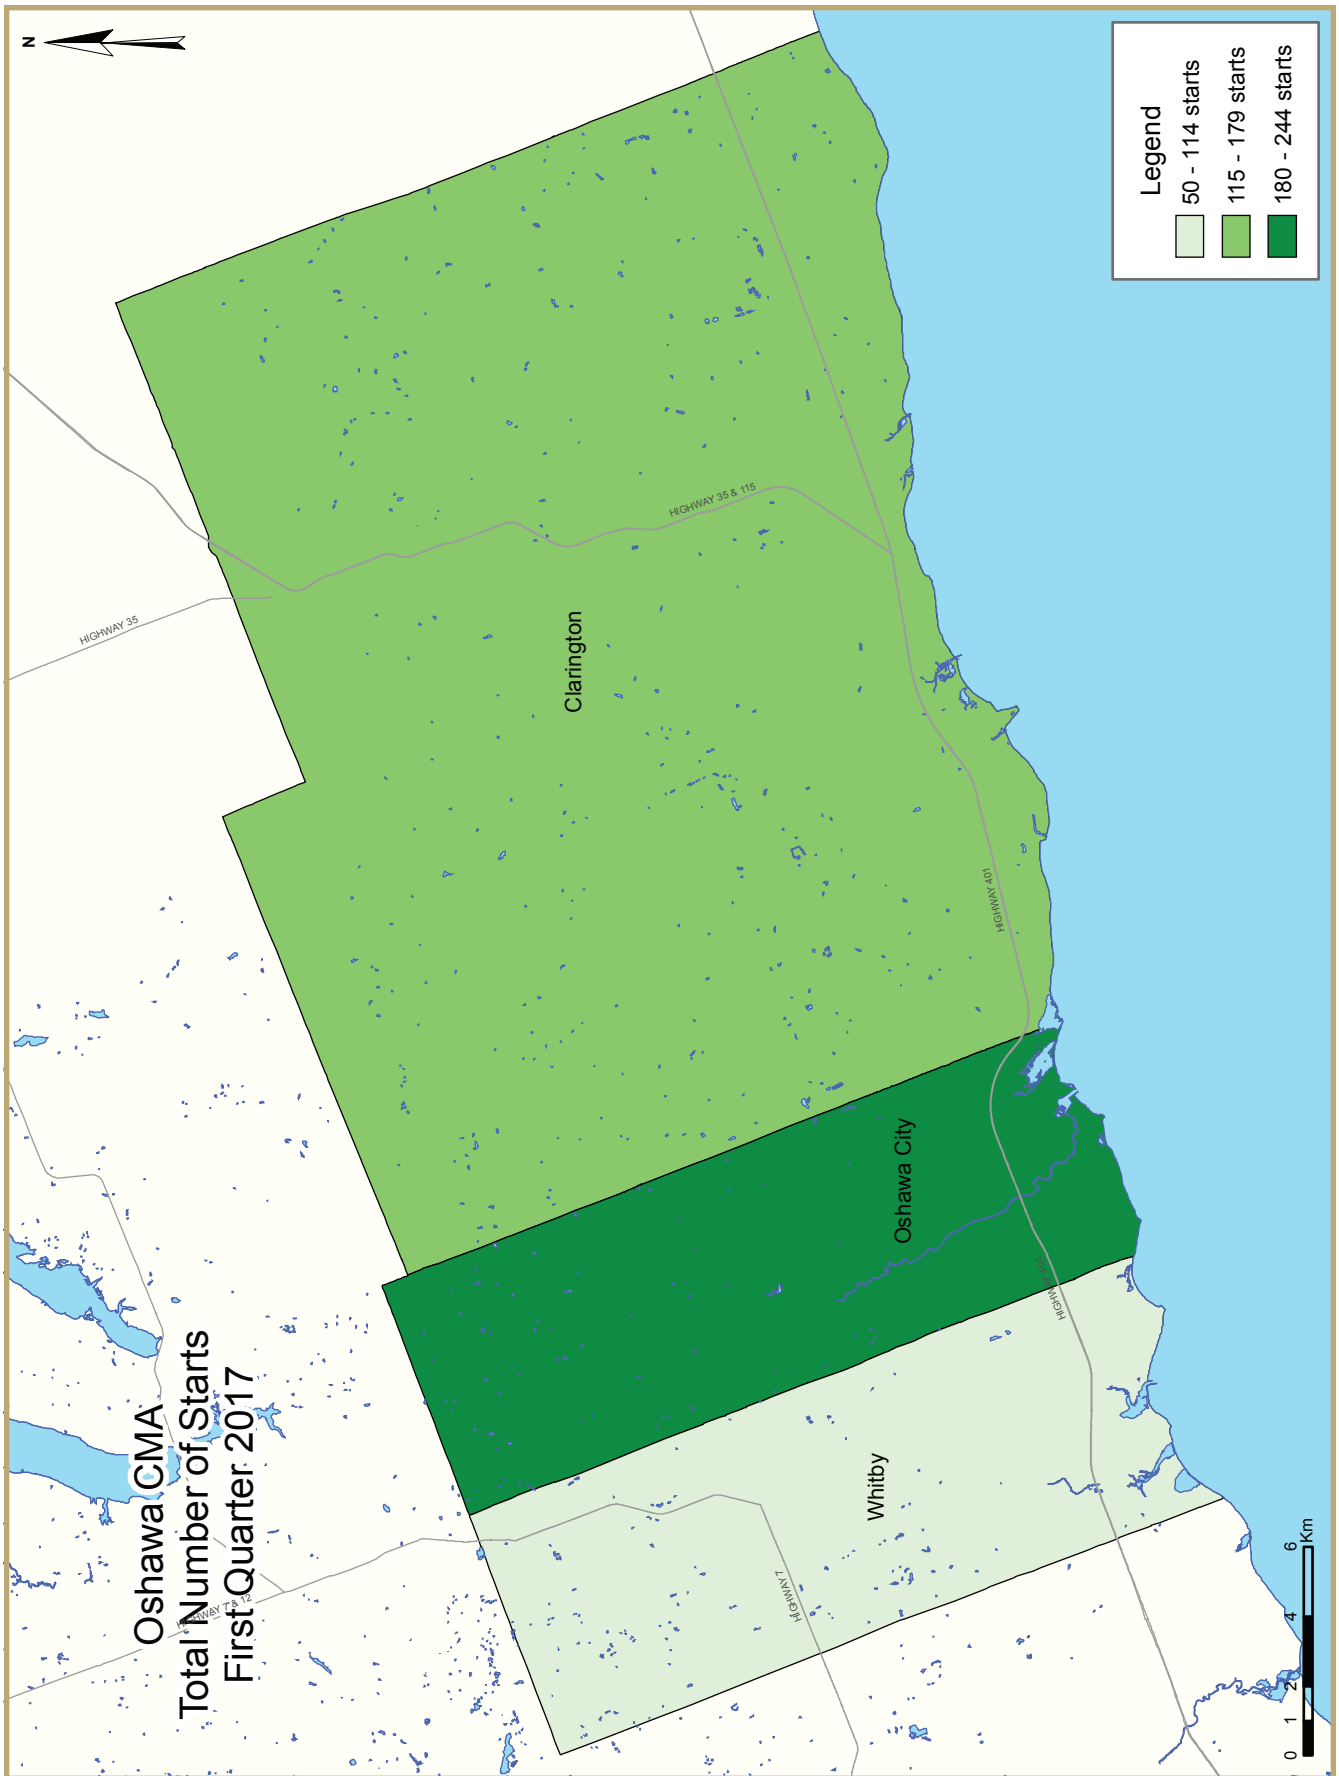 Oshawa CMA
Total Number of Starts
First Quarter 2017
N
HIGHWAY 7 & 12
HIGHWAY 35
HIGHWAY 35 & 115
Clarington
HIGHWAY 401
Oshawa City
HIGHWAY 401
Whitby
HIGHWAY 7
Legend
50 - 114 starts
115 - 179 starts
180 - 244 starts
0 1 2 4 6
Km